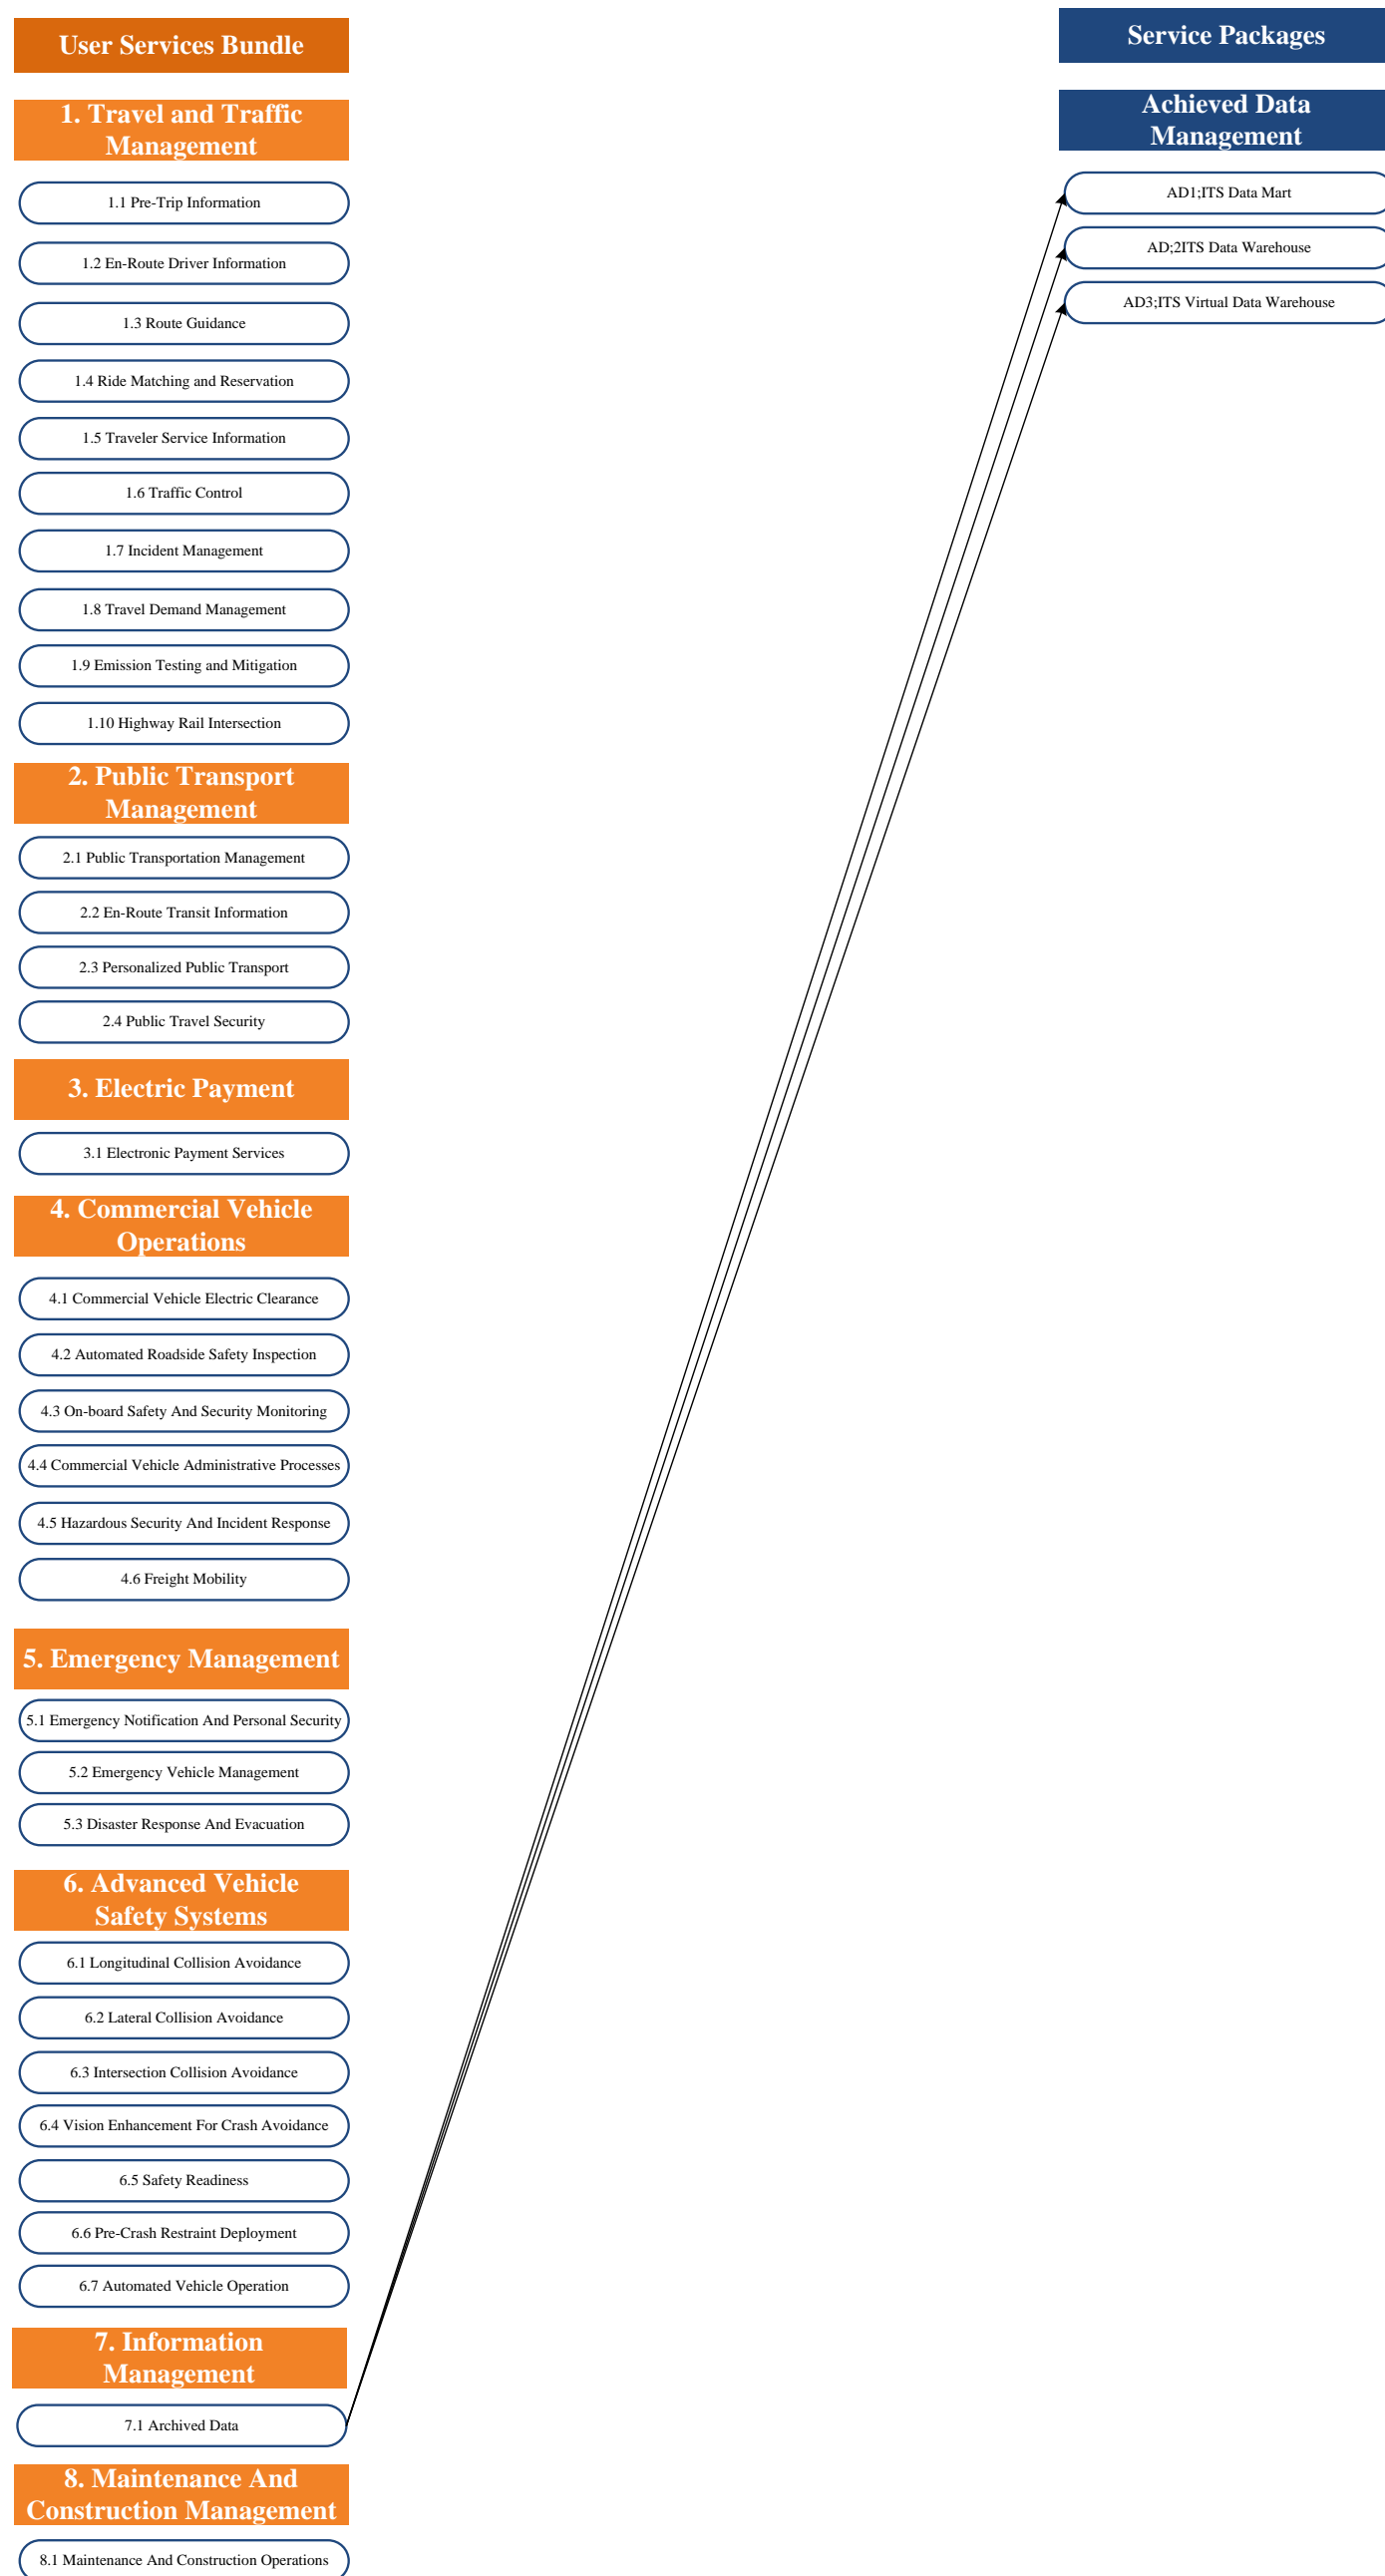 User Services Bundle
1. Travel and Traffic
Management
1.1 Pre-Trip Information
1.2 En-Route Driver Information
1.3 Route Guidance
1.4 Ride Matching and Reservation
1.5 Traveler Service Information
1.6 Traffic Control
1.7 Incident Management
1.8 Travel Demand Management
1.9 Emission Testing and Mitigation
1.10 Highway Rail Intersection
2. Public Transport
Management
2.1 Public Transportation Management
2.2 En-Route Transit Information
2.3 Personalized Public Transport
2.4 Public Travel Security
3. Electric Payment
3.1 Electronic Payment Services
4. Commercial Vehicle
Operations
4.1 Commercial Vehicle Electric Clearance
4.2 Automated Roadside Safety Inspection
4.3 On-board Safety And Security Monitoring
4.4 Commercial Vehicle Administrative Processes
4.5 Hazardous Security And Incident Response
4.6 Freight Mobility
5. Emergency Management
5.1 Emergency Notification And Personal Security
5.2 Emergency Vehicle Management
5.3 Disaster Response And Evacuation
6. Advanced Vehicle
Safety Systems
6.1 Longitudinal Collision Avoidance
6.2 Lateral Collision Avoidance
6.3 Intersection Collision Avoidance
6.4 Vision Enhancement For Crash Avoidance
6.5 Safety Readiness
6.6 Pre-Crash Restraint Deployment
6.7 Automated Vehicle Operation
7. Information
Management
7.1 Archived Data
8. Maintenance And
Construction Management
8.1 Maintenance And Construction Operations
Service Packages
Achieved Data
Management
AD1;ITS Data Mart
AD;2ITS Data Warehouse
AD3;ITS Virtual Data Warehouse